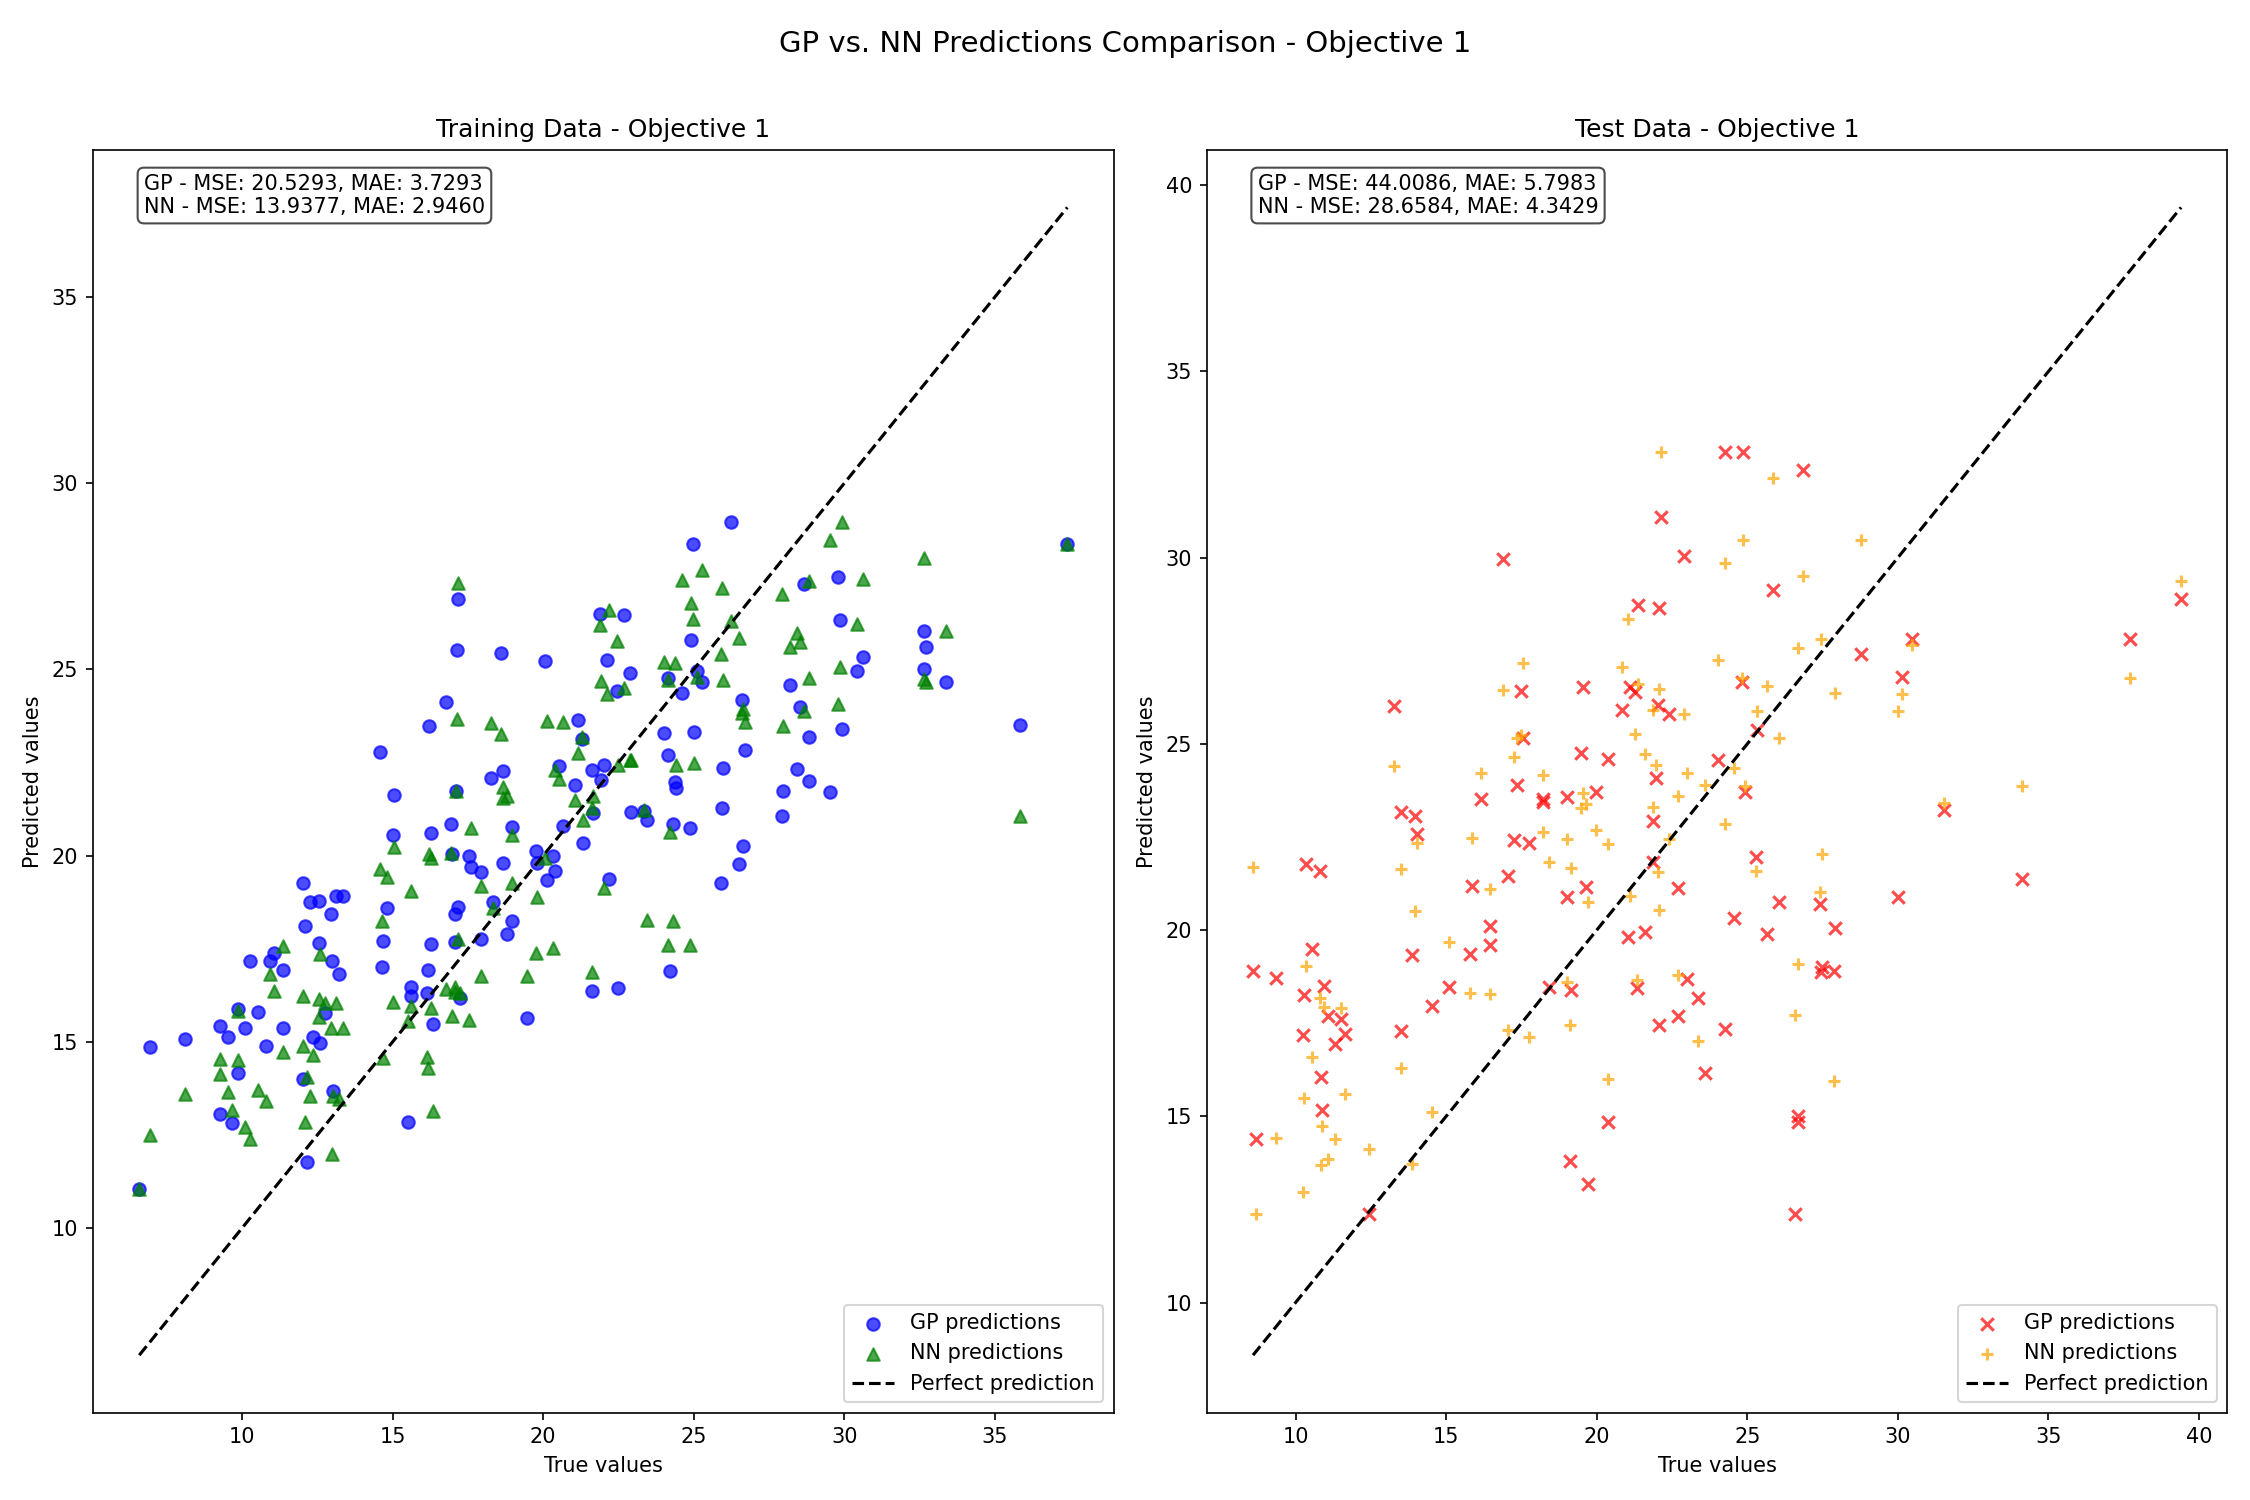 GP vs. NN Predictions Comparison - Objective 1
Training Data - Objective 1
GP - MSE: 20.5293, MAE: 3.7293
NN - MSE: 13.9377, MAE: 2.9460
35
30
25
20
15
10
Predicted values
GP predictions
NN predictions
Perfect prediction
10 15 20 25 30 35
True values
Test Data - Objective 1
GP - MSE: 44.0086, MAE: 5.7983
NN - MSE: 28.6584, MAE: 4.3429
40
35
30
25
20
15
10
Predicted values
GP predictions
NN predictions
Perfect prediction
10 15 20 25 30 35 40
True values